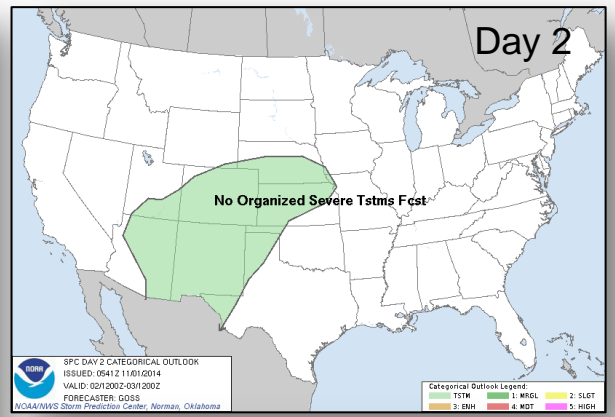 Day 2
No Organized Severe Tstms Fcst
NOAA
SPC DAY 2 CATEGORICAL OUTLOOK
ISSUED: 0541Z 11/01/2014
VALID: 02/1200Z-03/1200Z
FORECASTER: GOSS
NOAA/NWS Storm Prediction Center, Norman, Oklahoma
Categorical Outlook Legend:
TSTM 1: MRGL 2: SLGT
3: ENH 4: MDT 5: HIGH